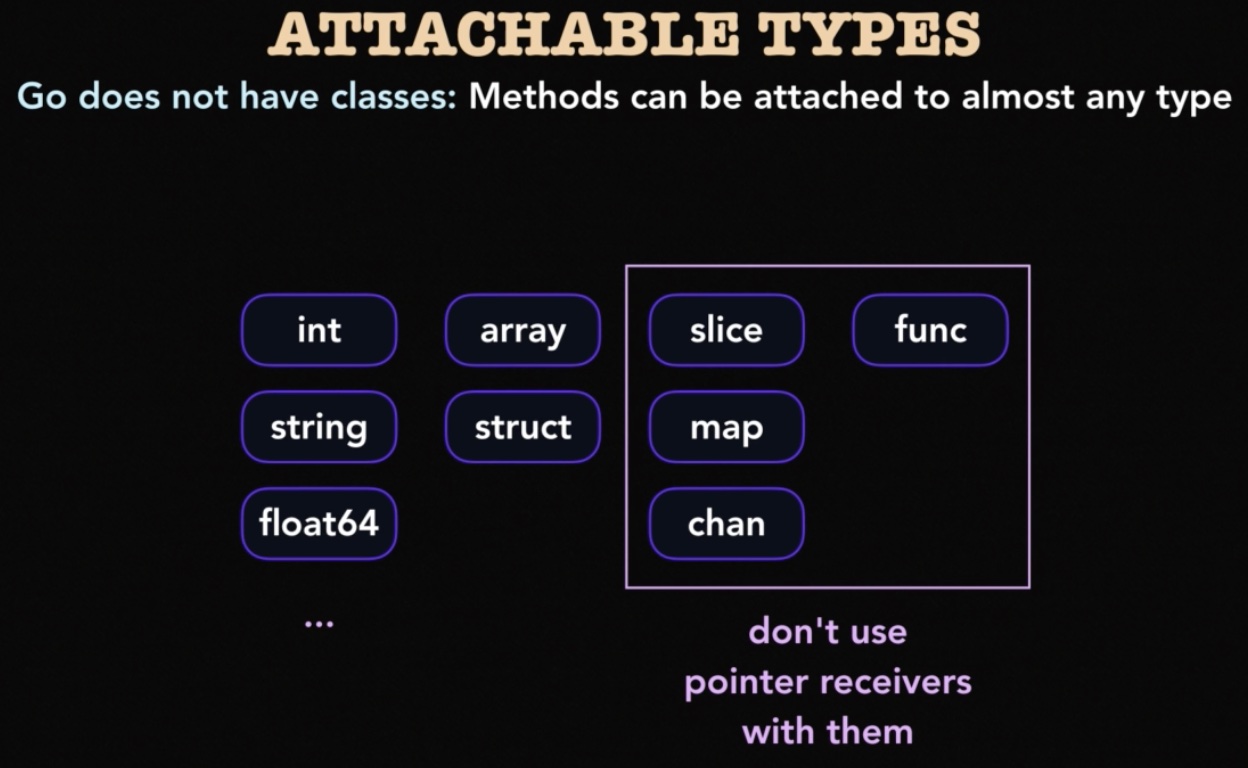 ATTACHABLE TYPES
Go does not have classes: Methods can be attached to almost any type
int
array
slice
func
string
struct
map
float64
chan
...
don't use
pointer receivers
with them